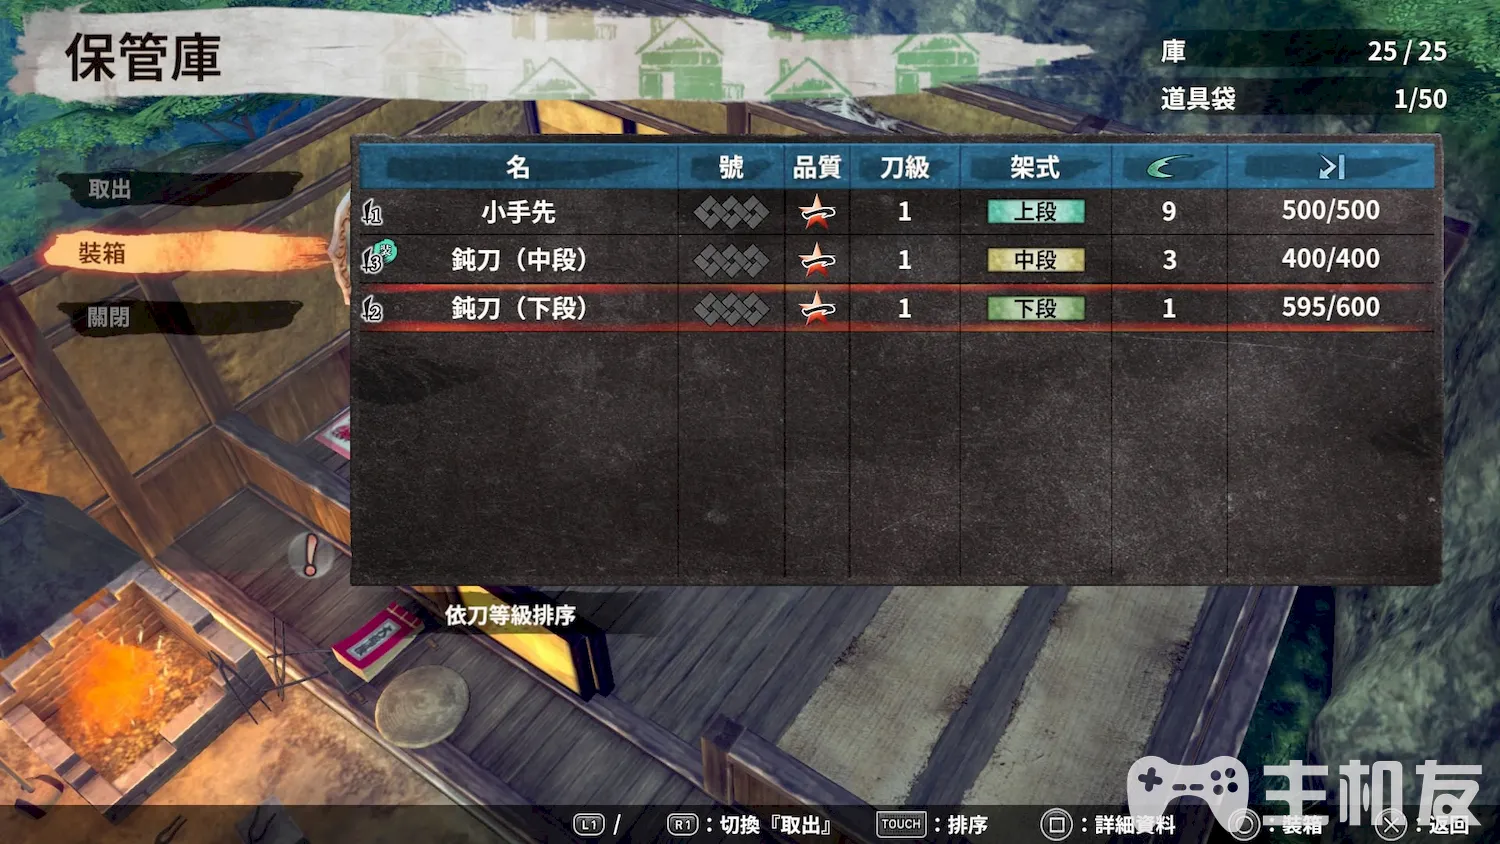 保管庫
庫 25 / 25
道具袋 1/50
取出
裝箱
關閉
名 號 品質 刀級 架式
1 小手先 1 上段 9 500/500
3 裝 鈍刀（中段） 1 中段 3 400/400
2 鈍刀（下段） 1 下段 1 595/600
依刀等級排序
L1 / R1：切換『取出』 TOUCH：排序 ：詳細資料 ：裝箱 ：返回
主机友